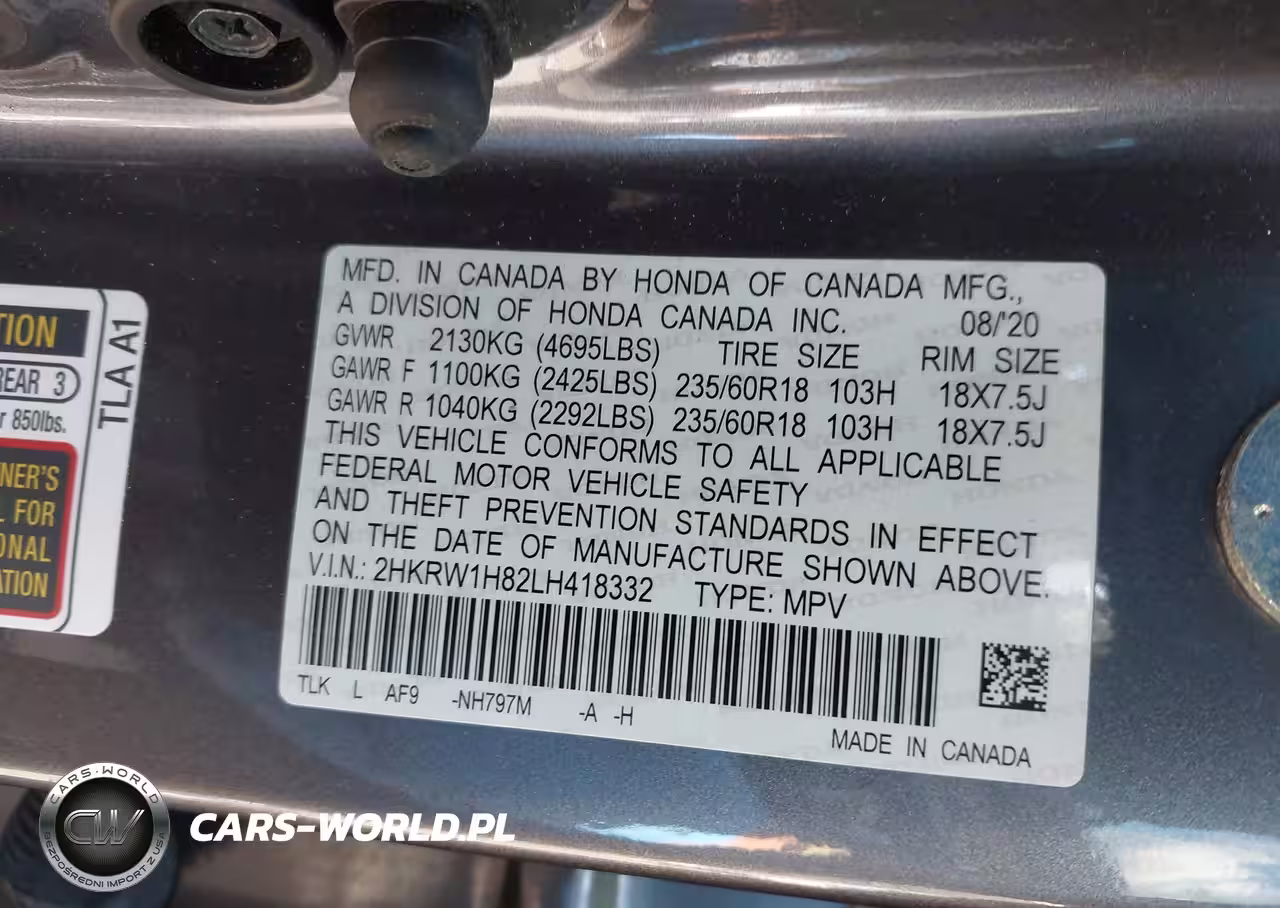 MFD. IN CANADA BY HONDA OF CANADA MFG.,
A DIVISION OF HONDA CANADA INC. 08/'20
GVWR 2130KG (4695LBS) TIRE SIZE RIM SIZE
GAWR F 1100KG (2425LBS) 235/60R18 103H 18X7.5J
GAWR R 1040KG (2292LBS) 235/60R18 103H 18X7.5J
THIS VEHICLE CONFORMS TO ALL APPLICABLE
FEDERAL MOTOR VEHICLE SAFETY
AND THEFT PREVENTION STANDARDS IN EFFECT
ON THE DATE OF MANUFACTURE SHOWN ABOVE.
V.I.N.: 2HKRW1H82LH418332 TYPE: MPV
TLK L AF9 -NH797M -A -H
MADE IN CANADA
TION
REAR 3
r 850lbs.
NER'S
L FOR
ONAL
ATION
TLA A1
CARS-WORLD
CW
BEZPOŚREDNI IMPORT Z USA
CARS-WORLD.PL